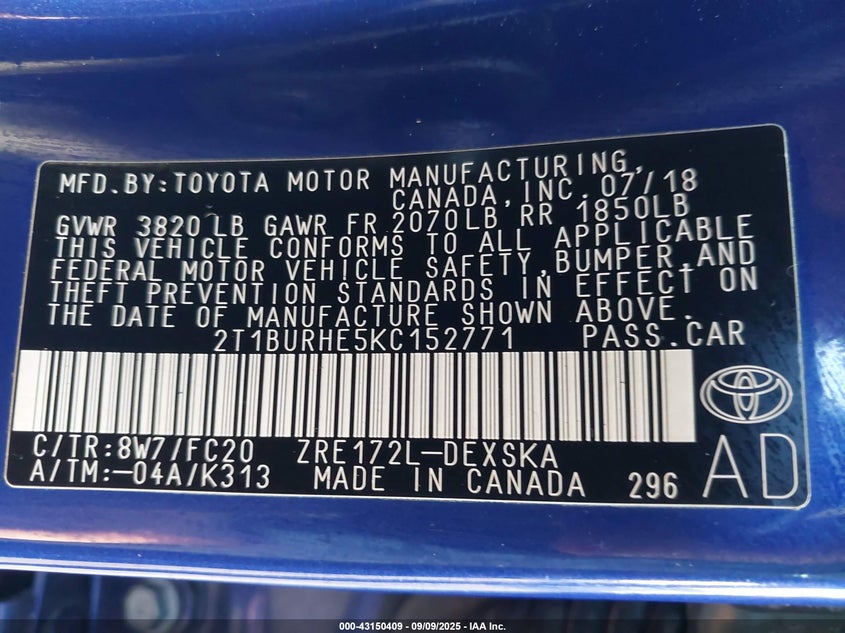 MFD.BY:TOYOTA MOTOR MANUFACTURING,
CANADA,INC. 07/18
GVWR 3820 LB GAWR FR 2070LB RR 1850LB
THIS VEHICLE CONFORMS TO ALL APPLICABLE
FEDERAL MOTOR VEHICLE SAFETY,BUMPER,AND
THEFT PREVENTION STANDARDS IN EFFECT ON
THE DATE OF MANUFACTURE SHOWN ABOVE.
2T1BURHE5KC152771 PASS.CAR
C/TR:8W7/FC20 ZRE172L-DEXSKA
A/TM:-04A/K313 MADE IN CANADA 296 AD
000-43150409 - 09/09/2025 - IAA Inc.